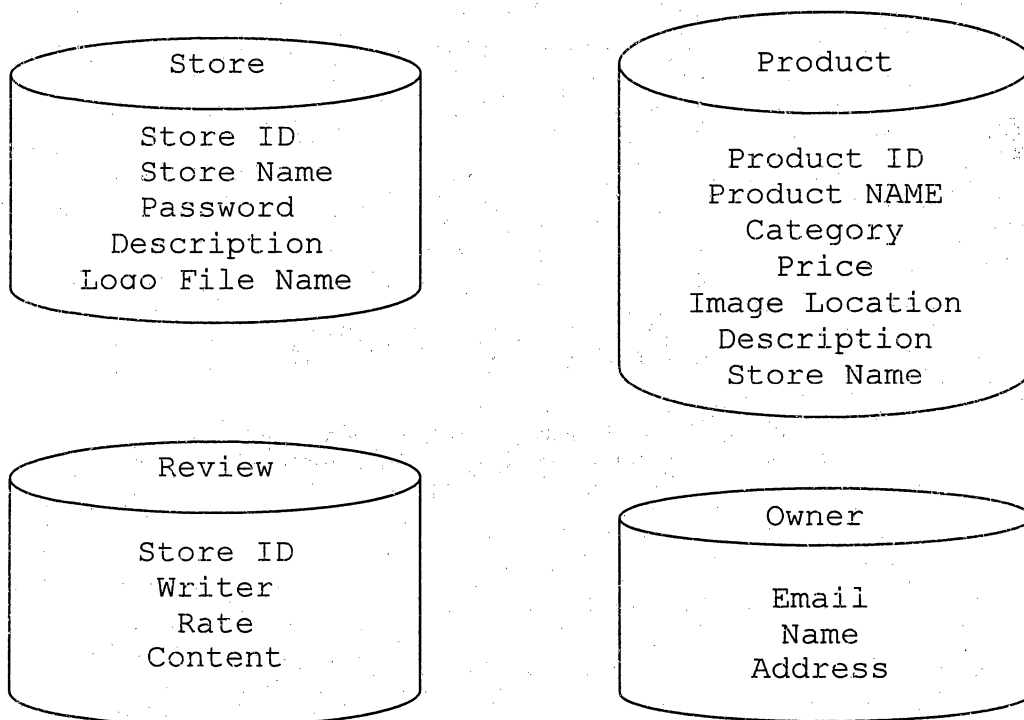 Store
Store ID
Store Name
Password
Description
Logo File Name
Product
Product ID
Product NAME
Category
Price
Image Location
Description
Store Name
Review
Store ID
Writer
Rate
Content
Owner
Email
Name
Address